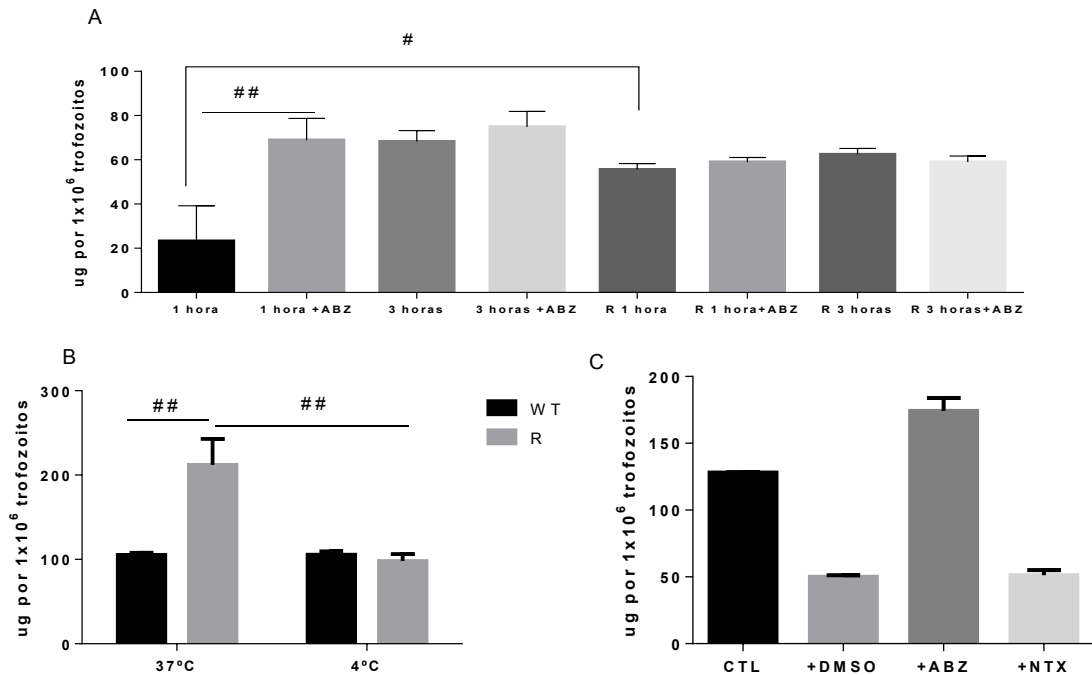 A
#
##
100
80
60
40
20
0
ug por 1x10⁶ trofozoitos
1 hora 1 hora +ABZ 3 horas 3 horas +ABZ R 1 hora R 1 hora+ABZ R 3 horas R 3 horas+ABZ
B
## ##
300
200
100
0
ug por 1x10⁶ trofozoitos
37ºC 4ºC
WT
R
C
200
150
100
50
0
ug por 1x10⁶ trofozoitos
CTL +DMSO +ABZ +NTX